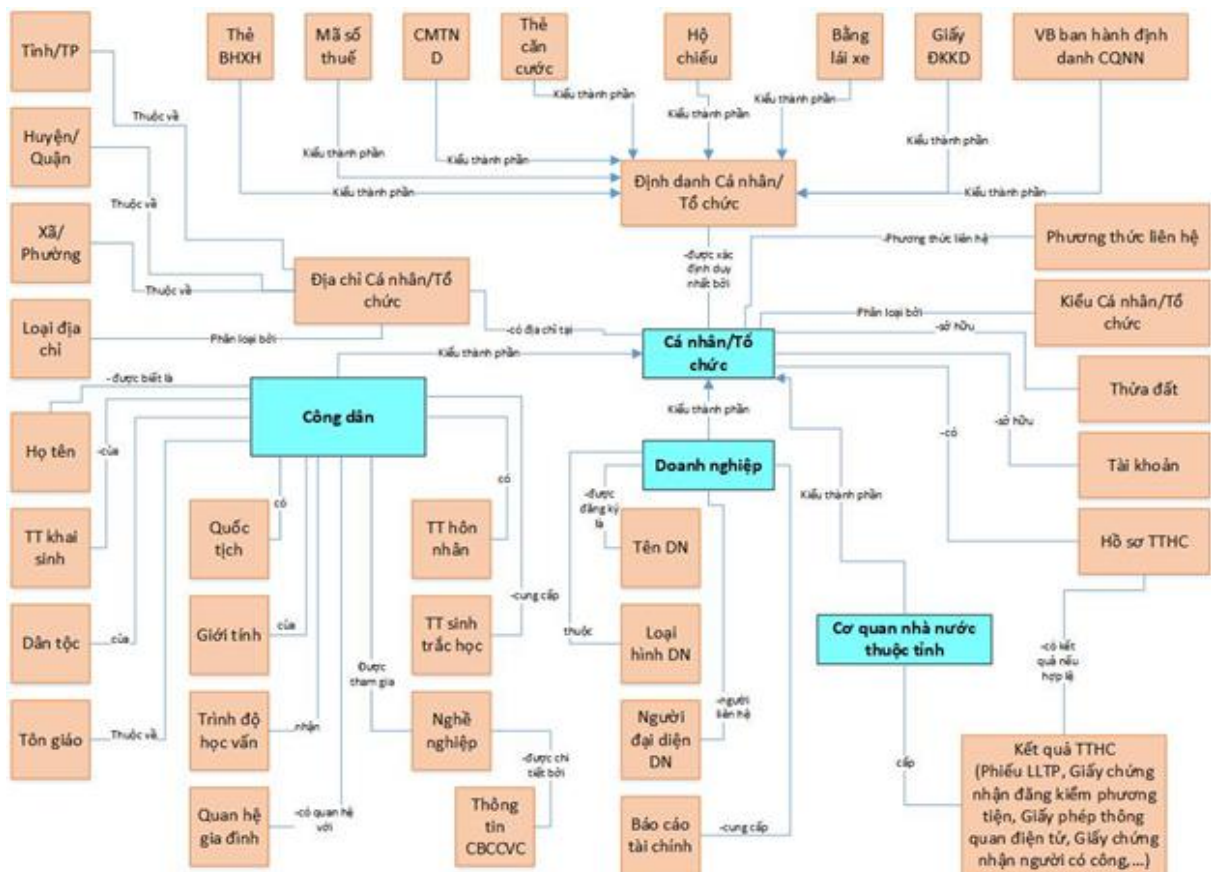 Tỉnh/TP
Thẻ
BHXH
Mã số
thuế
CMTN
D
Thẻ
căn
cước
Hộ
chiếu
Bằng
lái xe
Giấy
ĐKKD
VB ban hành định
danh CQNN
Kiểu thành phần
Kiểu thành phần
Kiểu thành phần
Thuộc về
Huyện/
Quận
Kiểu thành phần
Kiểu thành phần
Kiểu thành phần
Kiểu thành phần
Kiểu thành phần
Định danh Cá nhân/
Tổ chức
Thuộc về
Xã/
Phường
-Phương thức liên hệ
Phương thức liên hệ
-được xác
định duy
nhất bởi
Địa chỉ Cá nhân/Tổ
chức
Thuộc về
Kiểu Cá nhân/Tổ
chức
Loại địa
chỉ
Phân loại bởi
-có địa chỉ tại
Phân loại bởi
-sở hữu
Cá nhân/Tổ
chức
Kiểu thành phần
-được biết là
Thửa đất
Công dân
Kiểu thành phần
Họ tên
-của
-có
-sở hữu
Doanh nghiệp
Tài khoản
-được
đăng ký
là
Kiểu thành phần
có
có
Quốc
tịch
TT hôn
nhân
TT khai
sinh
Tên DN
Hồ sơ TTHC
-cung cấp
Dân tộc
của
Giới tính
của
TT sinh
trắc học
thuộc
Loại
hình DN
Cơ quan nhà nước
thuộc tỉnh
-có kết
quả nếu
hợp lệ
Được
tham gia
-người
liên hệ
Tôn giáo
Thuộc về
Trình độ
học vấn
nhận
Nghề
nghiệp
Người
đại diện
DN
-được chi
tiết bởi
cấp
Kết quả TTHC
(Phiếu LLTP, Giấy chứng
nhận đăng kiểm phương
tiện, Giấy phép thông
quan điện tử, Giấy chứng
nhận người có công,...)
Quan hệ
gia đình
-có quan hệ
với
Thông
tin
CBCCVC
Báo cáo
tài chính
-cung cấp